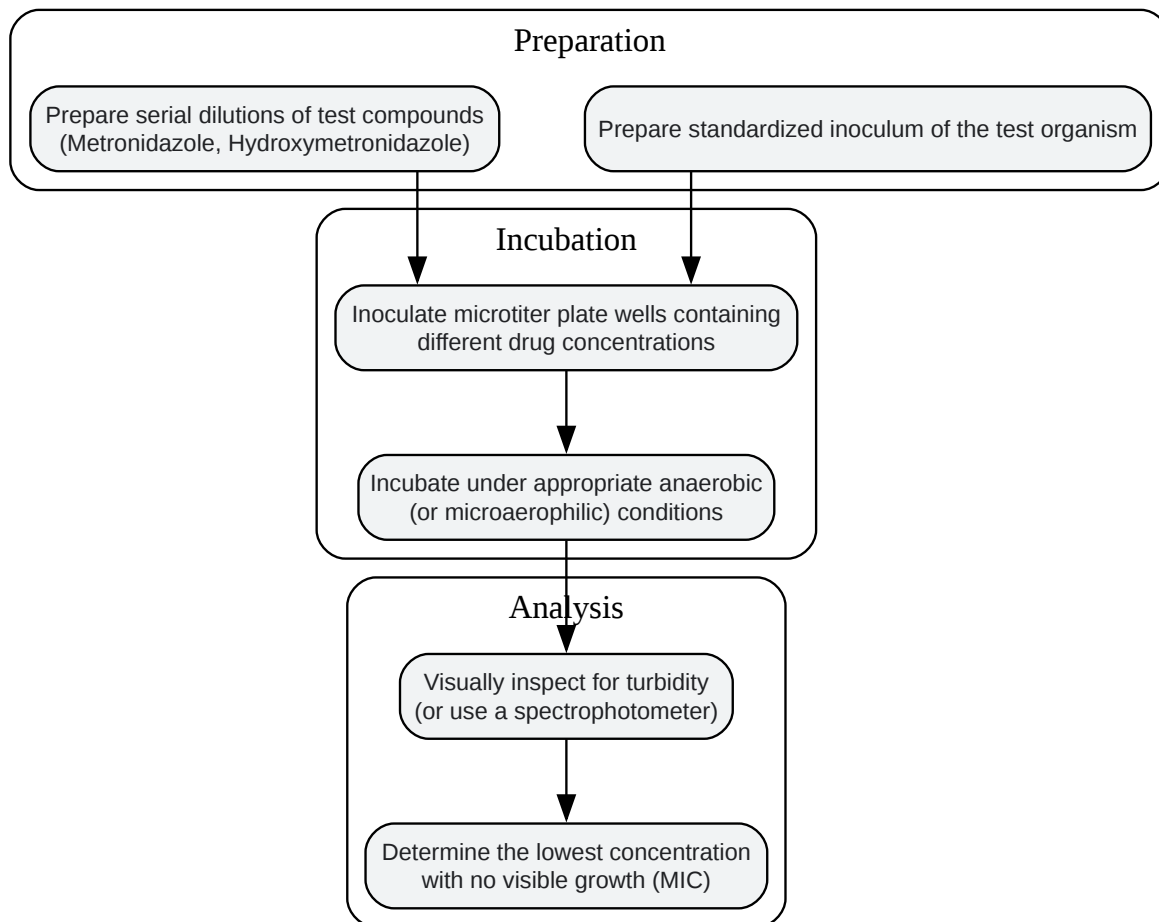 Preparation
Prepare serial dilutions of test compounds
(Metronidazole, Hydroxymetronidazole)
Prepare standardized inoculum of the test organism
Incubation
Inoculate microtiter plate wells containing
different drug concentrations
Incubate under appropriate anaerobic
(or microaerophilic) conditions
Analysis
Visually inspect for turbidity
(or use a spectrophotometer)
Determine the lowest concentration
with no visible growth (MIC)